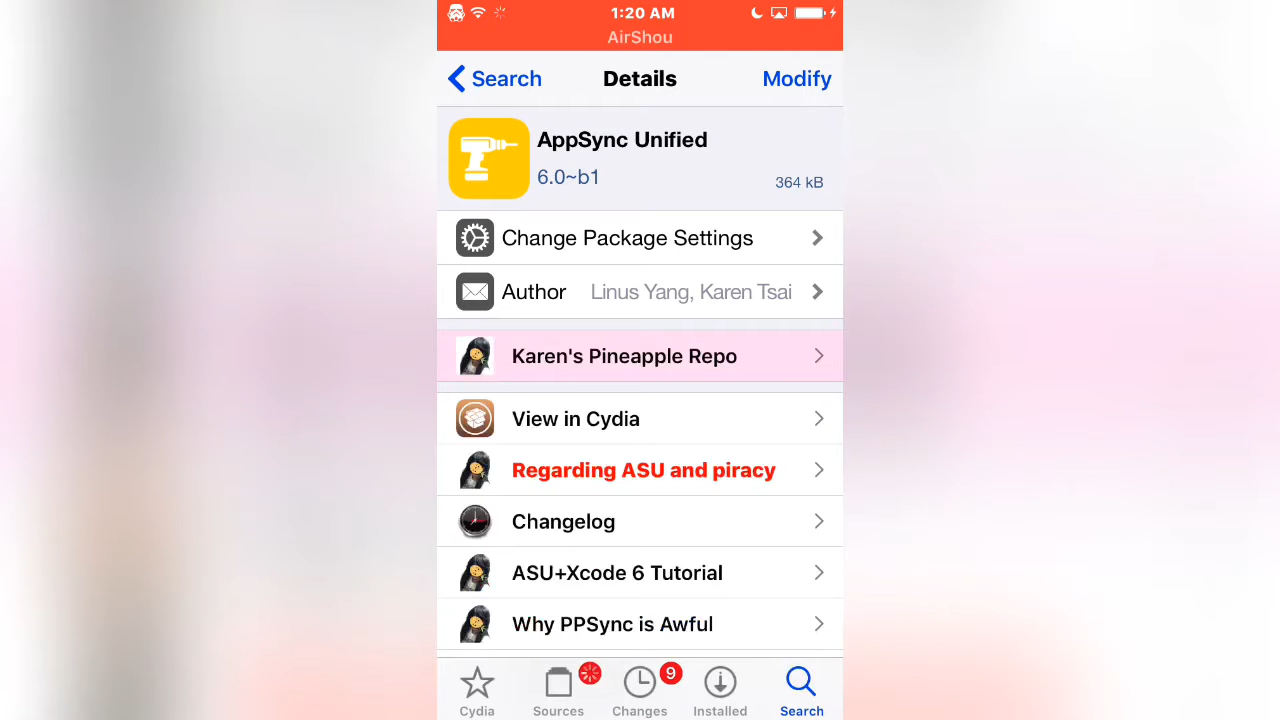 1:20 AM
AirShou
Search
Details
Modify
AppSync Unified
6.0~b1
364 kB
Change Package Settings
Author Linus Yang, Karen Tsai
Karen's Pineapple Repo
View in Cydia
Regarding ASU and piracy
Changelog
ASU+Xcode 6 Tutorial
Why PPSync is Awful
9
Cydia Sources Changes Installed Search